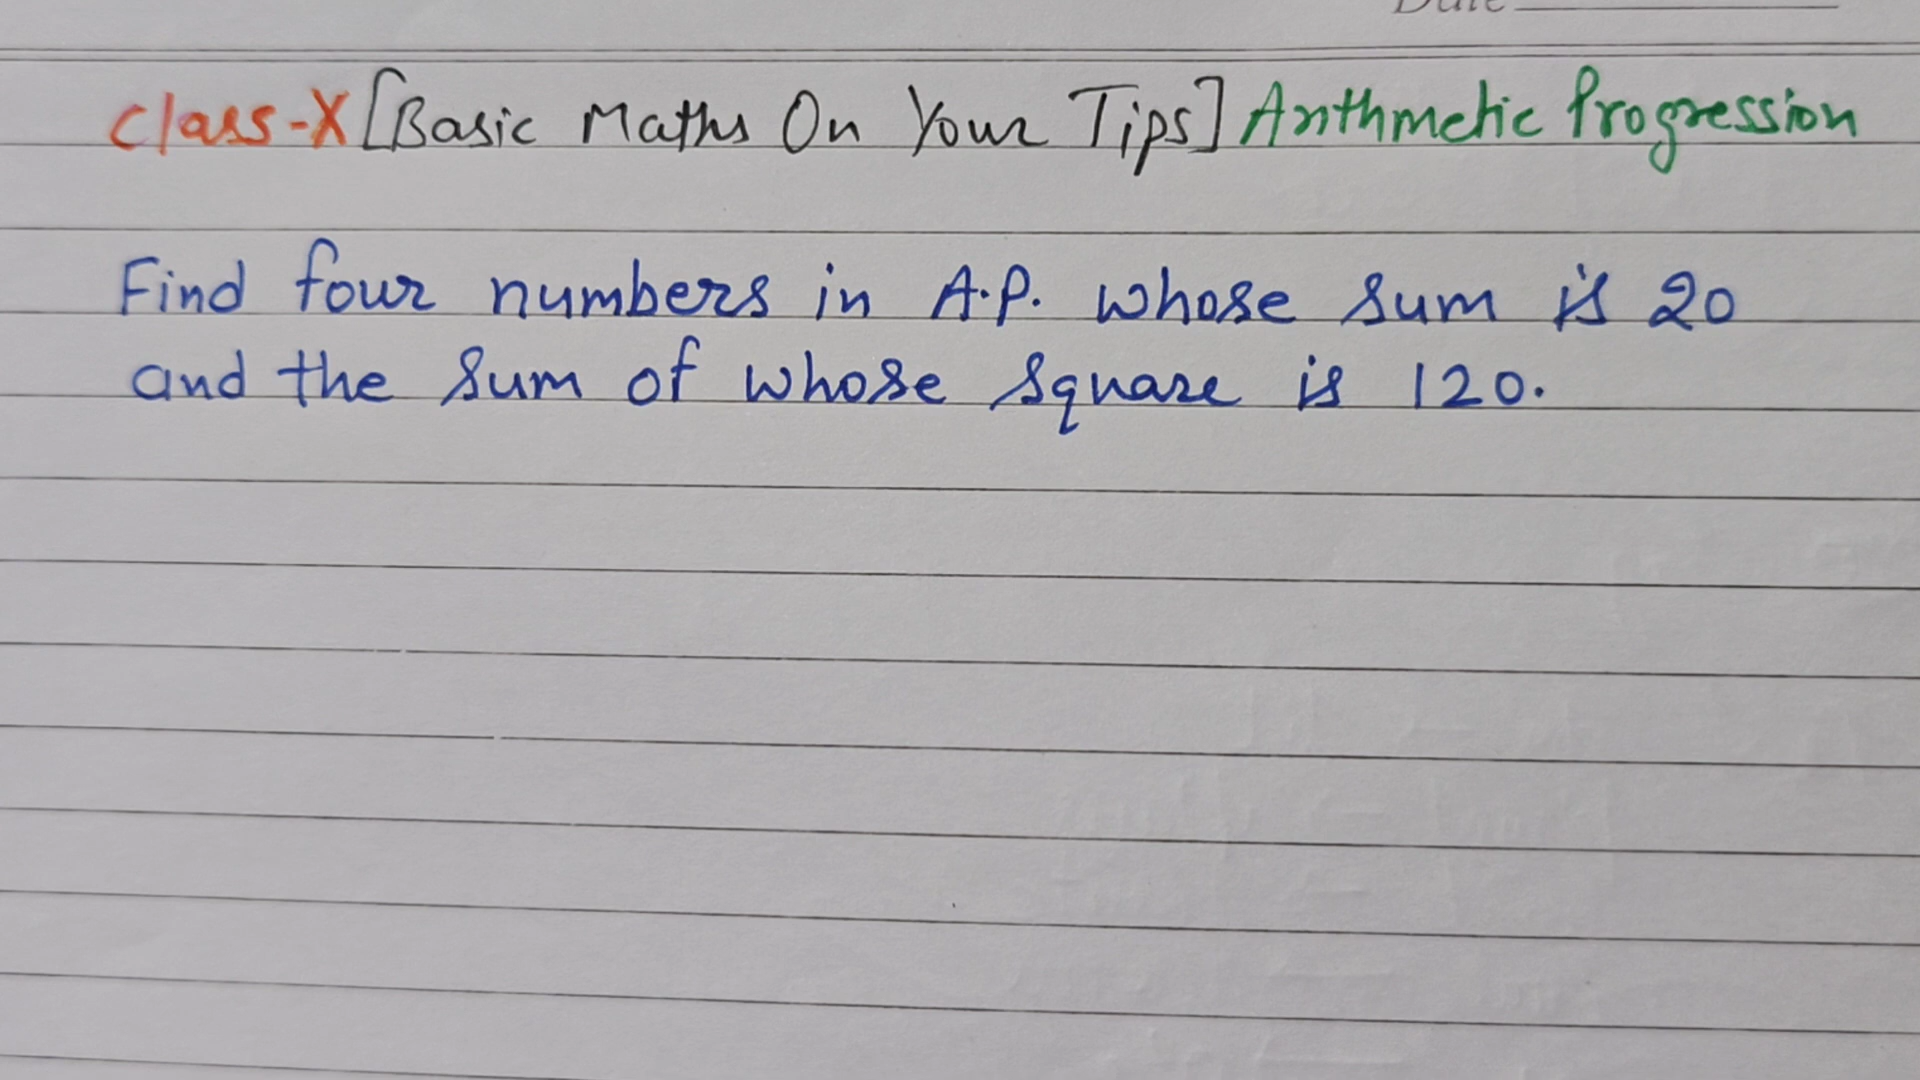 Date
Class-X [Basic Maths On Your Tips] Arithmetic Progression
Find four numbers in A.P. whose sum is 20
and the sum of whose square is 120.